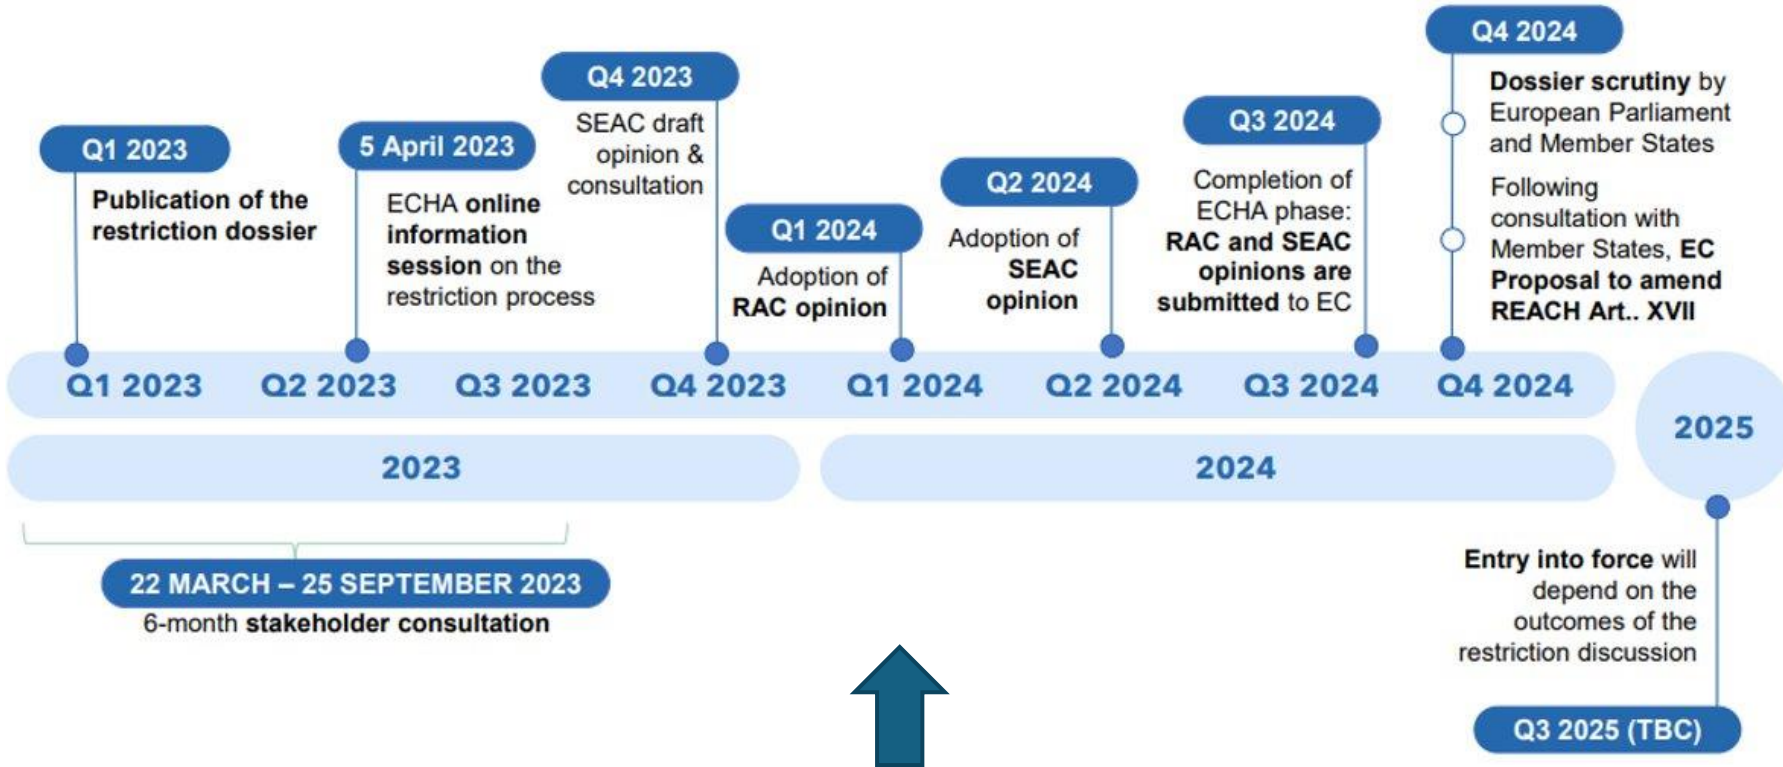 Q1 2023
Publication of the
restriction dossier
5 April 2023
ECHA online
information
session on the
restriction process
Q4 2023
SEAC draft
opinion &
consultation
Q1 2024
Adoption of
RAC opinion
Q2 2024
Adoption of
SEAC
opinion
Q3 2024
Completion of
ECHA phase:
RAC and SEAC
opinions are
submitted to EC
Q4 2024
Dossier scrutiny by
European Parliament
and Member States
Following
consultation with
Member States, EC
Proposal to amend
REACH Art.. XVII
Q1 2023 Q2 2023 Q3 2023 Q4 2023 Q1 2024 Q2 2024 Q3 2024 Q4 2024
2023 2024
2025
22 MARCH – 25 SEPTEMBER 2023
6-month stakeholder consultation
Entry into force will
depend on the
outcomes of the
restriction discussion
Q3 2025 (TBC)